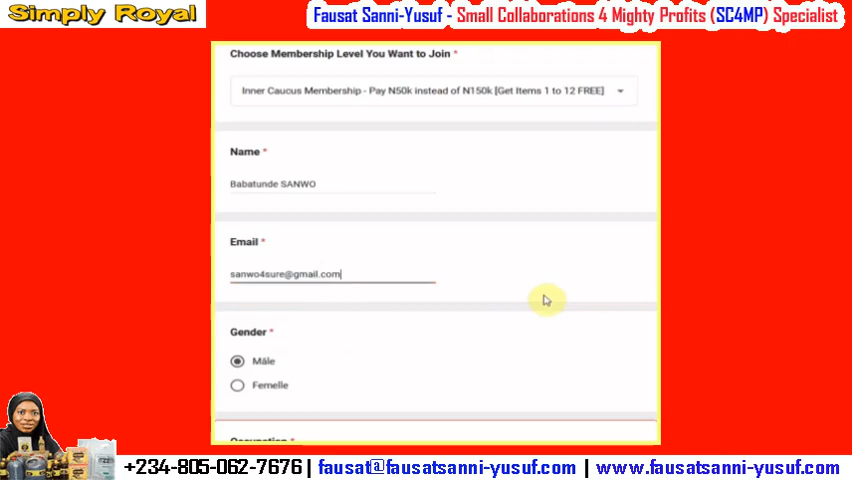 Simply Royal
Fausat Sanni-Yusuf - Small Collaborations 4 Mighty Profits (SC4MP) Specialist
Choose Membership Level You Want to Join *
Inner Caucus Membership - Pay N50k instead of N150k [Get Items 1 to 12 FREE]
Name *
Babatunde SANWO
Email *
sanwo4sure@gmail.com
Gender *
Mâle
Femelle
Occupation *
+234-805-062-7676 | fausat@fausatsanni-yusuf.com | www.fausatsanni-yusuf.com